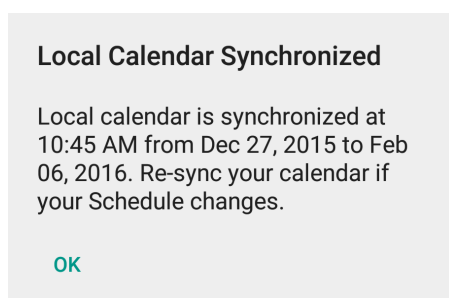 Local Calendar Synchronized
Local calendar is synchronized at
10:45 AM from Dec 27, 2015 to Feb
06, 2016. Re-sync your calendar if
your Schedule changes.
OK